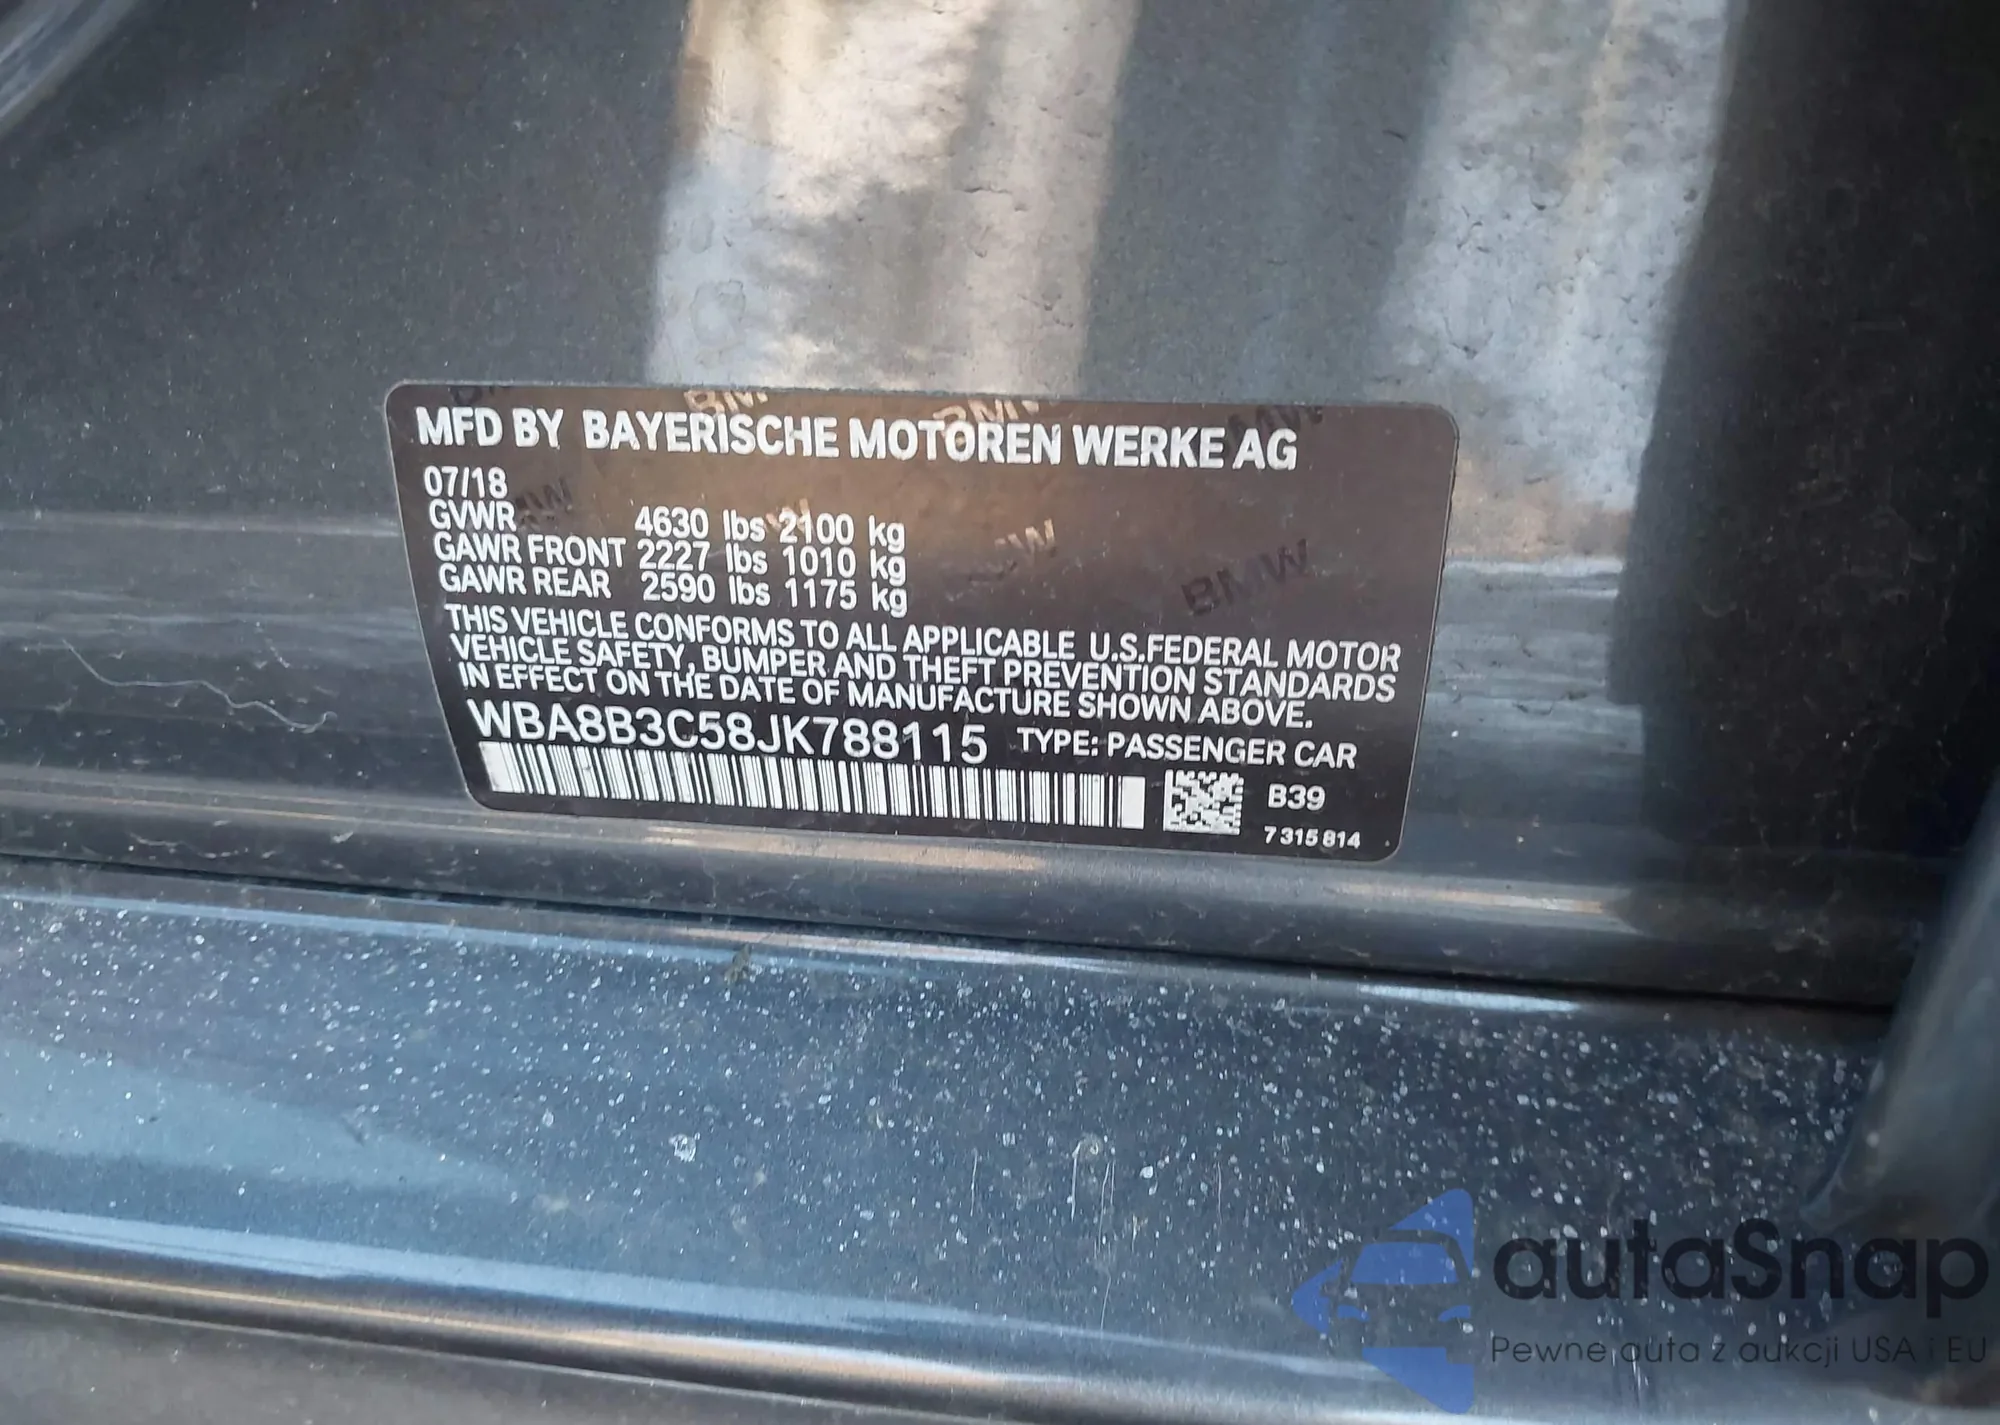 MFD BY BAYERISCHE MOTOREN WERKE AG
07/18
GVWR 4630 lbs 2100 kg
GAWR FRONT 2227 lbs 1010 kg
GAWR REAR 2590 lbs 1175 kg
THIS VEHICLE CONFORMS TO ALL APPLICABLE U.S.FEDERAL MOTOR
VEHICLE SAFETY, BUMPER AND THEFT PREVENTION STANDARDS
IN EFFECT ON THE DATE OF MANUFACTURE SHOWN ABOVE.
WBA8B3C58JK788115 TYPE: PASSENGER CAR
B39
7 315 814
autaSnap
Pewne auta z aukcji USA i EU